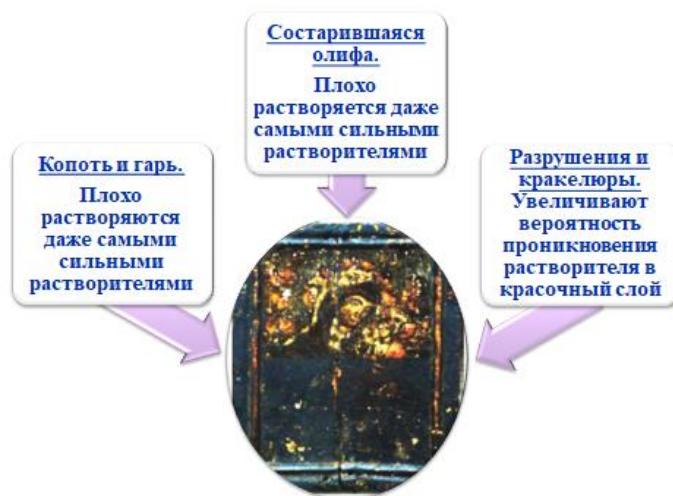 Состарившаяся
олифа.
Плохо
растворяется даже
самыми сильными
растворителями
Копоть и гарь.
Плохо
растворяются
даже самыми
сильными
растворителями
Разрушения и
кракелюры.
Увеличивают
вероятность
проникновения
растворителя в
красочный слой